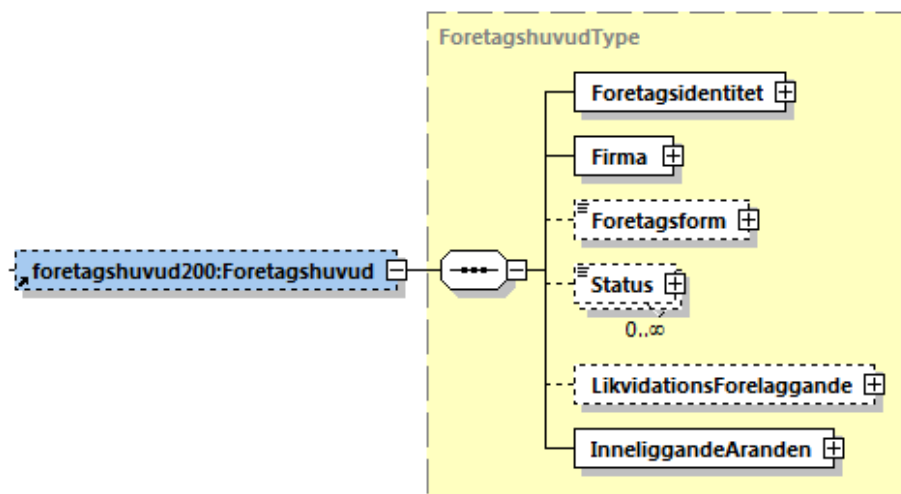 ForetagshuvudType
Foretagsidentitet
Firma
Foretagsform
foretagshuvud200:Foretagshuvud
Status
0..∞
LikvidationsForelaggande
InneliggandeAranden